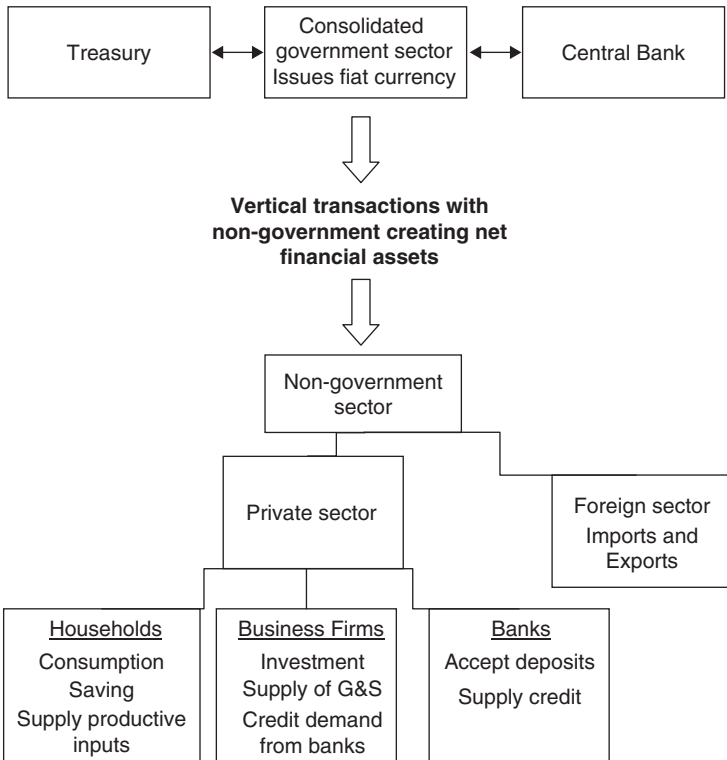 Treasury
Consolidated
government sector
Issues fiat currency
Central Bank
Vertical transactions with
non-government creating net
financial assets
Non-government
sector
Private sector
Foreign sector
Imports and
Exports
Households
Consumption
Saving
Supply productive
inputs
Business Firms
Investment
Supply of G&S
Credit demand
from banks
Banks
Accept deposits
Supply credit